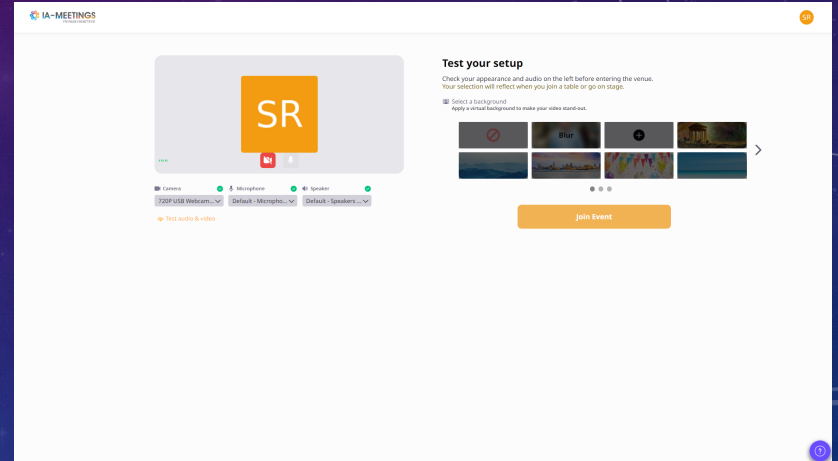 IA-MEETINGS
SR
SR
Camera
Microphone
Speaker
720P USB Webcam...
Default - Micropho...
Default - Speakers ...
Test audio & video
Test your setup
Check your appearance and audio on the left before entering the venue.
Your selection will reflect when you join a table or go on stage.
Select a background
Apply a virtual background to make your video stand-out.
Blur
Join Event